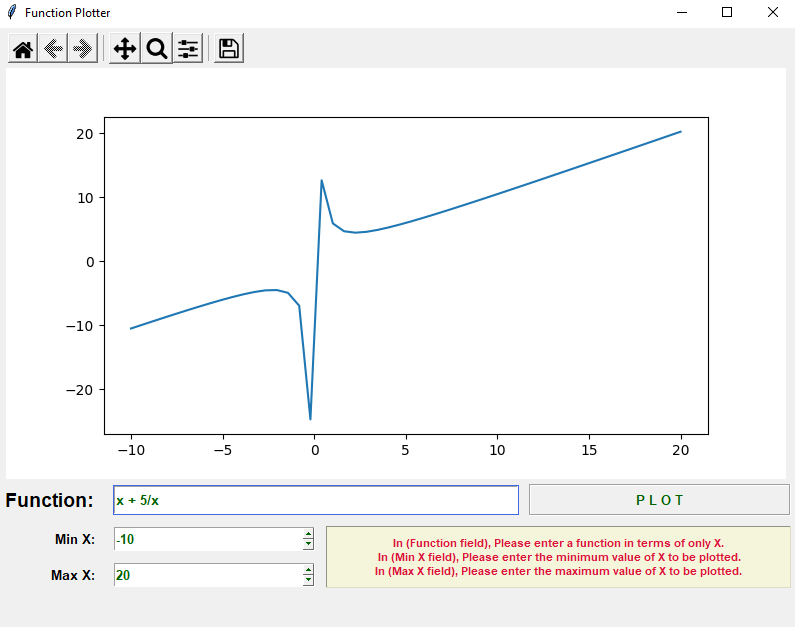 Function Plotter
20
10
0
−10
−20
−10 −5 0 5 10 15 20
Function: x + 5/x P L O T
Min X: -10
Max X: 20
In (Function field), Please enter a function in terms of only X.
In (Min X field), Please enter the minimum value of X to be plotted.
In (Max X field), Please enter the maximum value of X to be plotted.